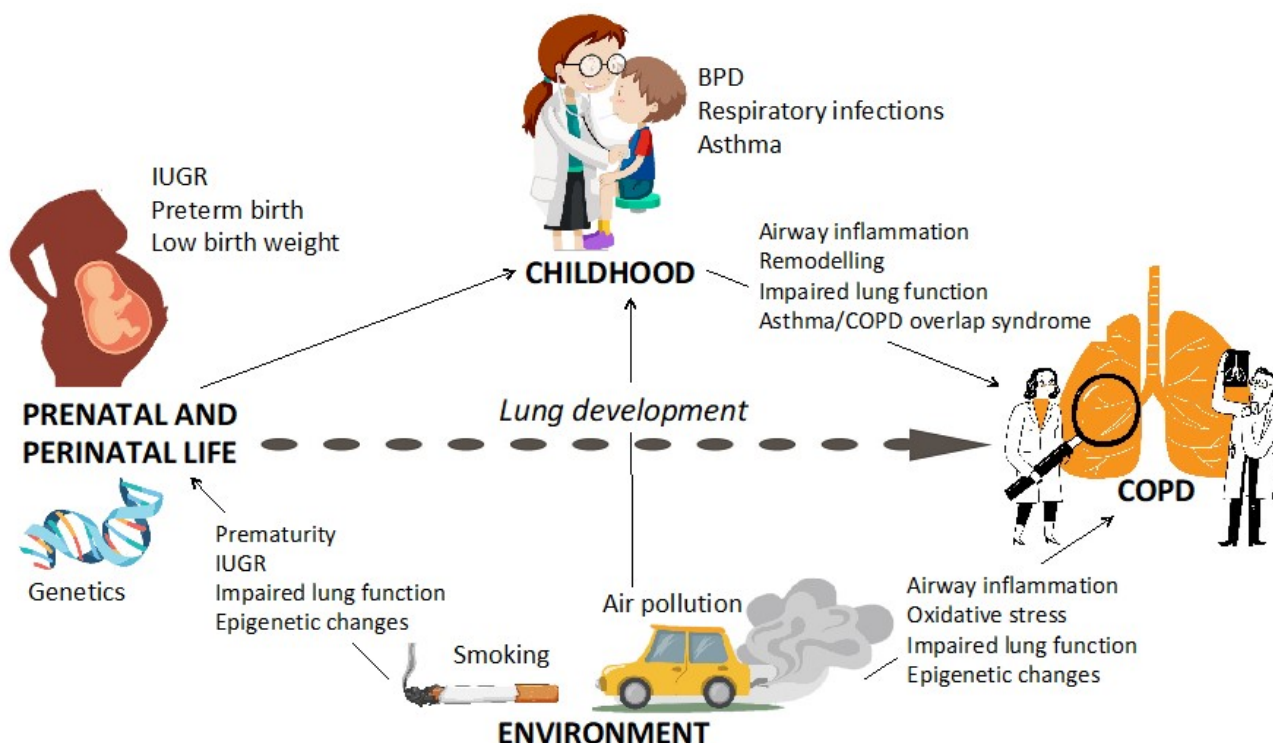 BPD
Respiratory infections
Asthma
IUGR
Preterm birth
Low birth weight
CHILDHOOD
Airway inflammation
Remodelling
Impaired lung function
Asthma/COPD overlap syndrome
PRENATAL AND
PERINATAL LIFE
Lung development
COPD
Genetics
Prematurity
IUGR
Impaired lung function
Epigenetic changes
Smoking
Air pollution
Airway inflammation
Oxidative stress
Impaired lung function
Epigenetic changes
ENVIRONMENT